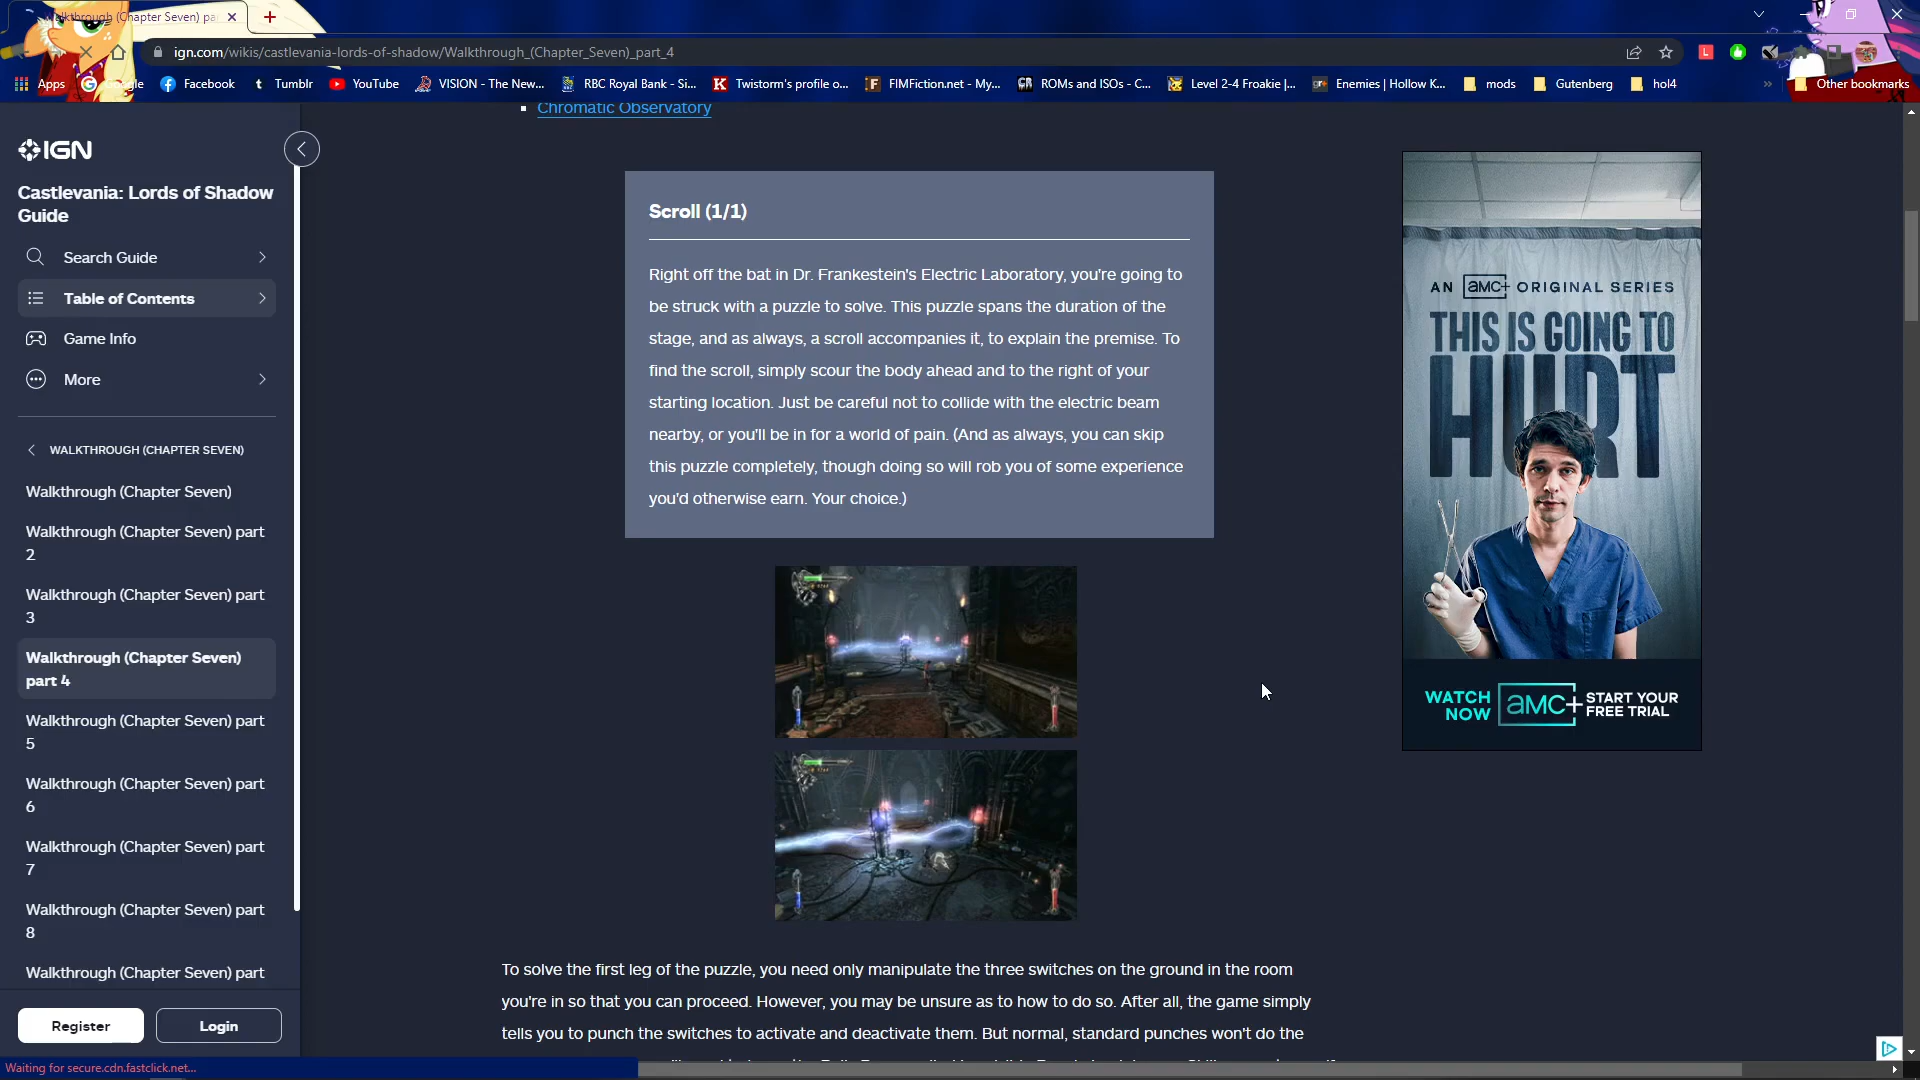 Walkthrough (Chapter Seven) pa
ign.com/wikis/castlevania-lords-of-shadow/Walkthrough_(Chapter_Seven)_part_4
Apps
Facebook
Tumblr
YouTube
VISION - The New...
RBC Royal Bank - Si...
Twistorm's profile o...
FIMFiction.net - My...
ROMs and ISOs - C...
Level 2-4 Froakie |...
Enemies | Hollow K...
mods
Gutenberg
hol4
Other bookmarks
IGN
Castlevania: Lords of Shadow
Guide
Search Guide
Table of Contents
Game Info
More
WALKTHROUGH (CHAPTER SEVEN)
Walkthrough (Chapter Seven)
Walkthrough (Chapter Seven) part
2
Walkthrough (Chapter Seven) part
3
Walkthrough (Chapter Seven)
part 4
Walkthrough (Chapter Seven) part
5
Walkthrough (Chapter Seven) part
6
Walkthrough (Chapter Seven) part
7
Walkthrough (Chapter Seven) part
8
Walkthrough (Chapter Seven) part
Register
Login
Waiting for secure.cdn.fastclick.net...
Chromatic Observatory
Scroll (1/1)
Right off the bat in Dr. Frankestein's Electric Laboratory, you're going to
be struck with a puzzle to solve. This puzzle spans the duration of the
stage, and as always, a scroll accompanies it, to explain the premise. To
find the scroll, simply scour the body ahead and to the right of your
starting location. Just be careful not to collide with the electric beam
nearby, or you'll be in for a world of pain. (And as always, you can skip
this puzzle completely, though doing so will rob you of some experience
you'd otherwise earn. Your choice.)
To solve the first leg of the puzzle, you need only manipulate the three switches on the ground in the room
you're in so that you can proceed. However, you may be unsure as to how to do so. After all, the game simply
tells you to punch the switches to activate and deactivate them. But normal, standard punches won't do the
AN aMC+ ORIGINAL SERIES
THIS IS GOING TO
HURT
WATCH
NOW
aMC+
START YOUR
FREE TRIAL